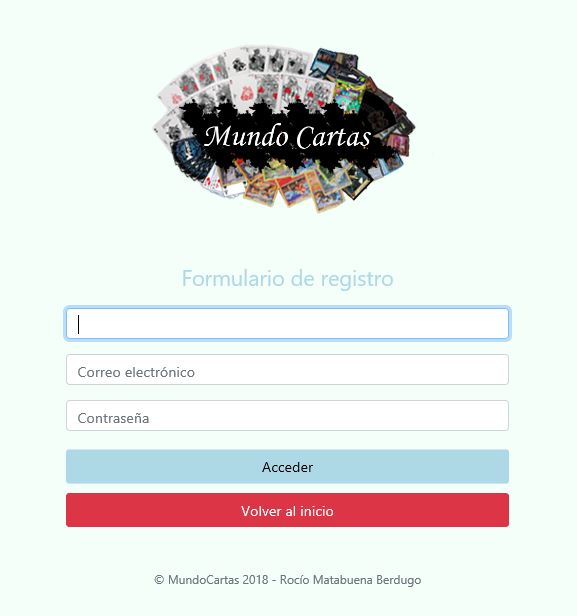 Mundo Cartas
Formulario de registro
Correo electrónico
Contraseña
Acceder
Volver al inicio
© MundoCartas 2018 - Rocío Matabuena Berdugo